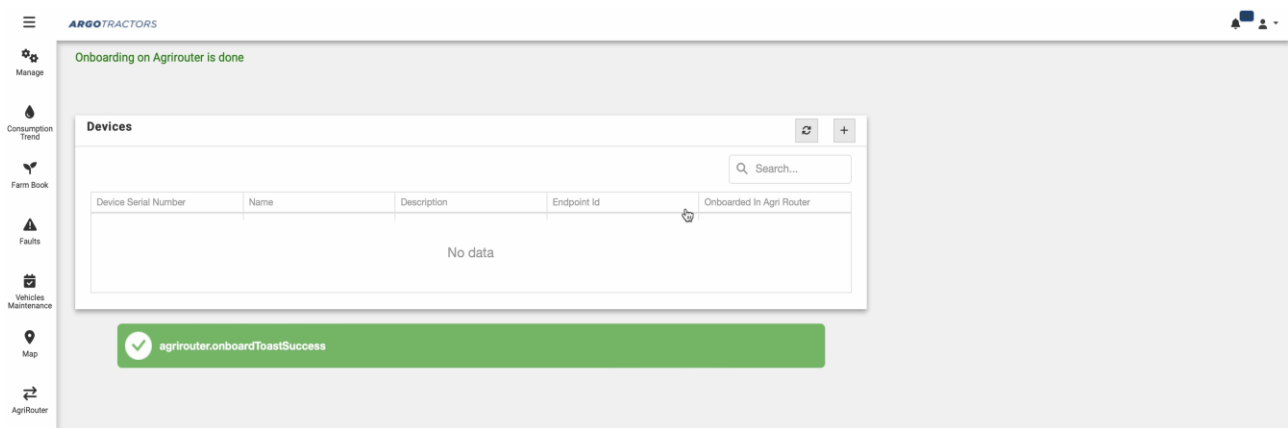 ARGOTRACTORS
Manage
Consumption
Trend
Farm Book
Faults
Vehicles
Maintenance
Map
AgriRouter
Onboarding on Agrirouter is done
Devices
+
Search...
Device Serial Number Name Description Endpoint Id Onboarded In Agri Router
No data
agrirouter.onboardToastSuccess